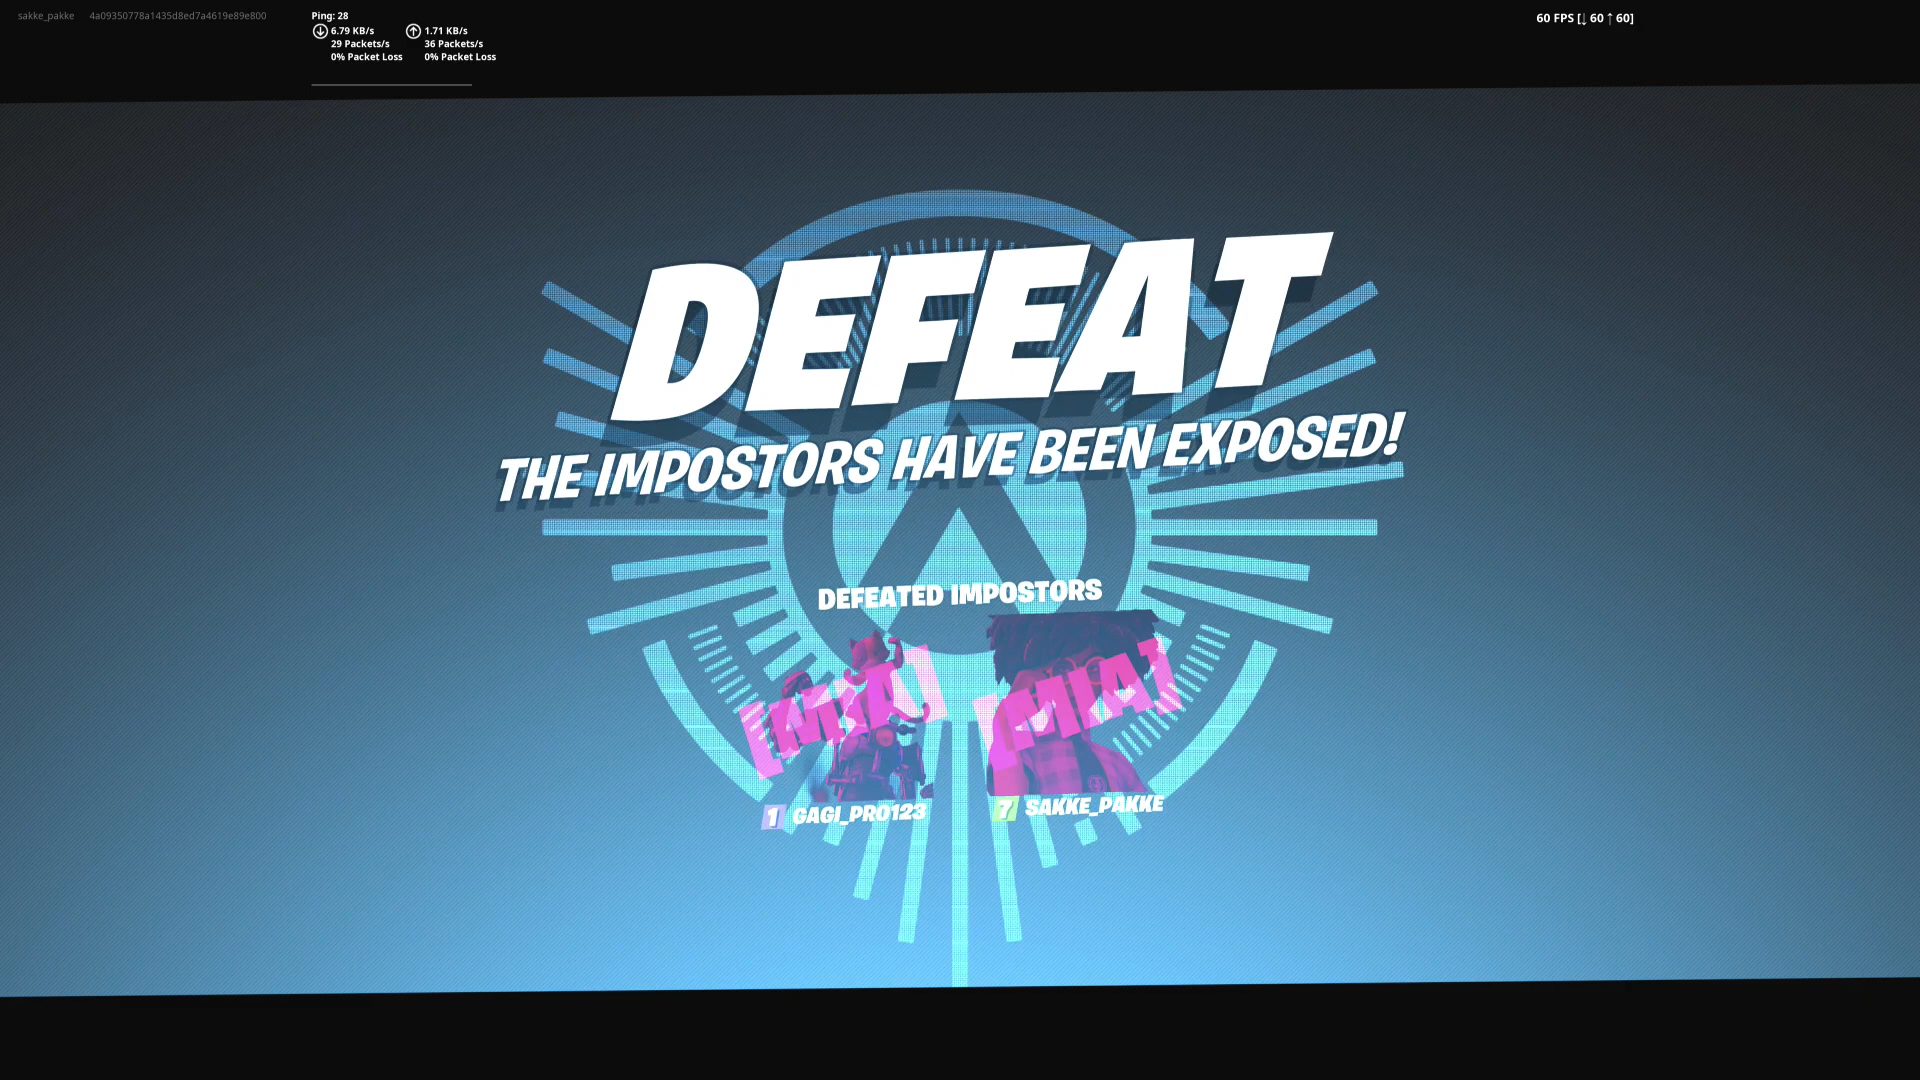 sakke_pakke 4a09350778a1435d8ed7a4619e89e800
Ping: 28
6.79 KB/s 1.71 KB/s
29 Packets/s 36 Packets/s
0% Packet Loss 0% Packet Loss
60 FPS [↓ 60 ↑ 60]
DEFEAT
THE IMPOSTORS HAVE BEEN EXPOSED!
DEFEATED IMPOSTORS
[MIA] [MIA]
1 GAGI_PRO123 7 SAKKE_PAKKE